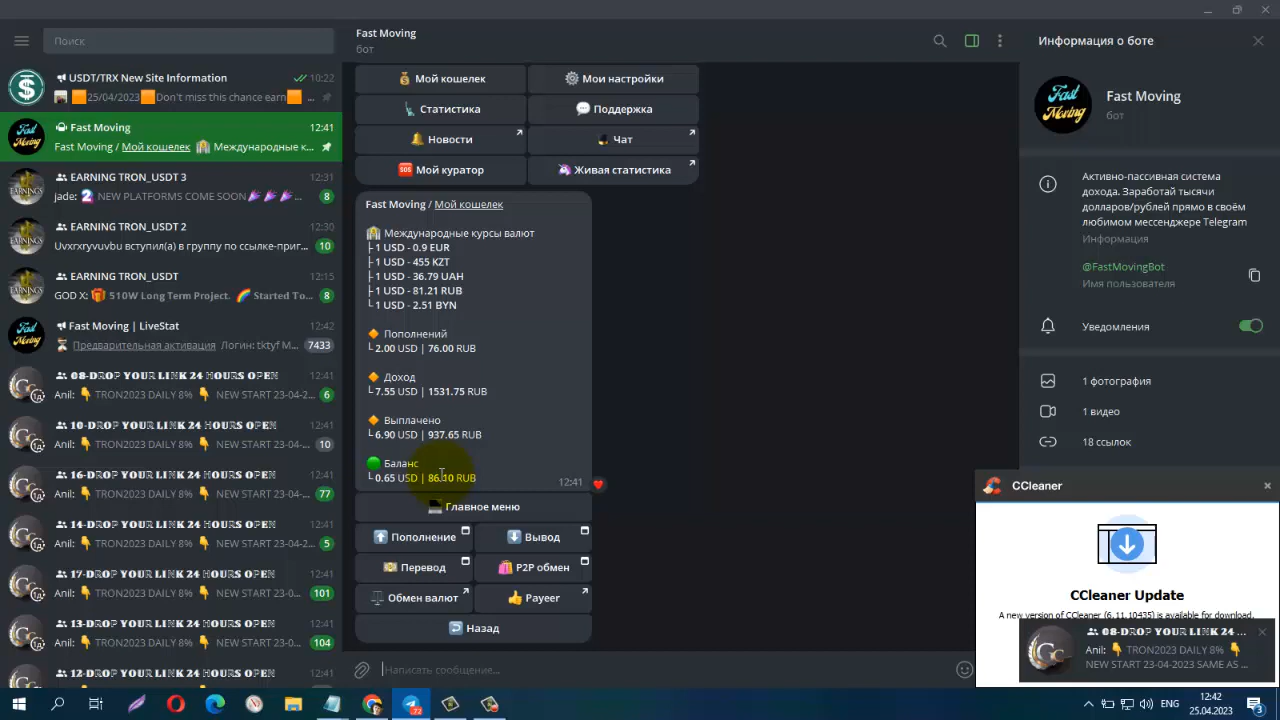 Поиск
USDT/TRX New Site Information 10:22
25/04/2023 Don't miss this chance earn ...
Fast Moving 12:41
Fast Moving / Мой кошелек Международные к...
EARNING TRON_USDT 3 12:31
Jade: NEW PLATFORMS COME SOON ... 8
EARNING TRON_USDT 2 12:30
Uvxrxryvuvbu вступил(а) в группу по ссылке-приг... 10
EARNING TRON_USDT 12:15
GOD X: 510W Long Term Project. Started To... 8
Fast Moving | LiveStat 12:42
Предварительная активация Логин: tktyf M... 7433
08-DROP YOUR LINK 24 HOURS OPEN 12:41
Anil: TRON2023 DAILY 8% NEW START 23-04-2... 6
10-DROP YOUR LINK 24 HOURS OPEN 12:41
Anil: TRON2023 DAILY 8% NEW START 23-04-... 10
16-DROP YOUR LINK 24 HOURS OPEN 12:41
Anil: TRON2023 DAILY 8% NEW START 23-04-... 77
14-DROP YOUR LINK 24 HOURS OPEN 12:41
Anil: TRON2023 DAILY 8% NEW START 23-04-2... 5
17-DROP YOUR LINK 24 HOURS OPEN 12:41
Anil: TRON2023 DAILY 8% NEW START 23-0... 101
13-DROP YOUR LINK 24 HOURS OPEN 12:41
Anil: TRON2023 DAILY 8% NEW START 23-0... 104
12-DROP YOUR LINK 24 HOURS OPEN 12:41
Fast Moving
бот
Мой кошелек Мои настройки
Статистика Поддержка
Новости Чат
SOS Мой куратор Живая статистика
Fast Moving / Мой кошелек
Международные курсы валют
1 USD - 0.9 EUR
1 USD - 455 KZT
1 USD - 36.79 UAH
1 USD - 81.21 RUB
1 USD - 2.51 BYN
Пополнений
2.00 USD | 76.00 RUB
Доход
7.55 USD | 1531.75 RUB
Выплачено
6.90 USD | 937.65 RUB
Баланс
0.65 USD | 86.10 RUB 12:41
Главное меню
Пополнение Вывод
Перевод P2P обмен
Обмен валют Payeer
Назад
Написать сообщение...
Информация о боте
Fast Moving
бот
Активно-пассивная система
дохода. Заработай тысячи
долларов/рублей прямо в своём
любимом мессенджере Telegram
Информация
@FastMovingBot
Имя пользователя
Уведомления
1 фотография
1 видео
18 ссылок
CCleaner
CCleaner Update
A new version of CCleaner (6.11.10435) is available for download.
08-DROP YOUR LINK 24 ...
Anil: TRON2023 DAILY 8%
NEW START 23-04-2023 SAME AS ...
72
ENG
12:42
25.04.2023
3